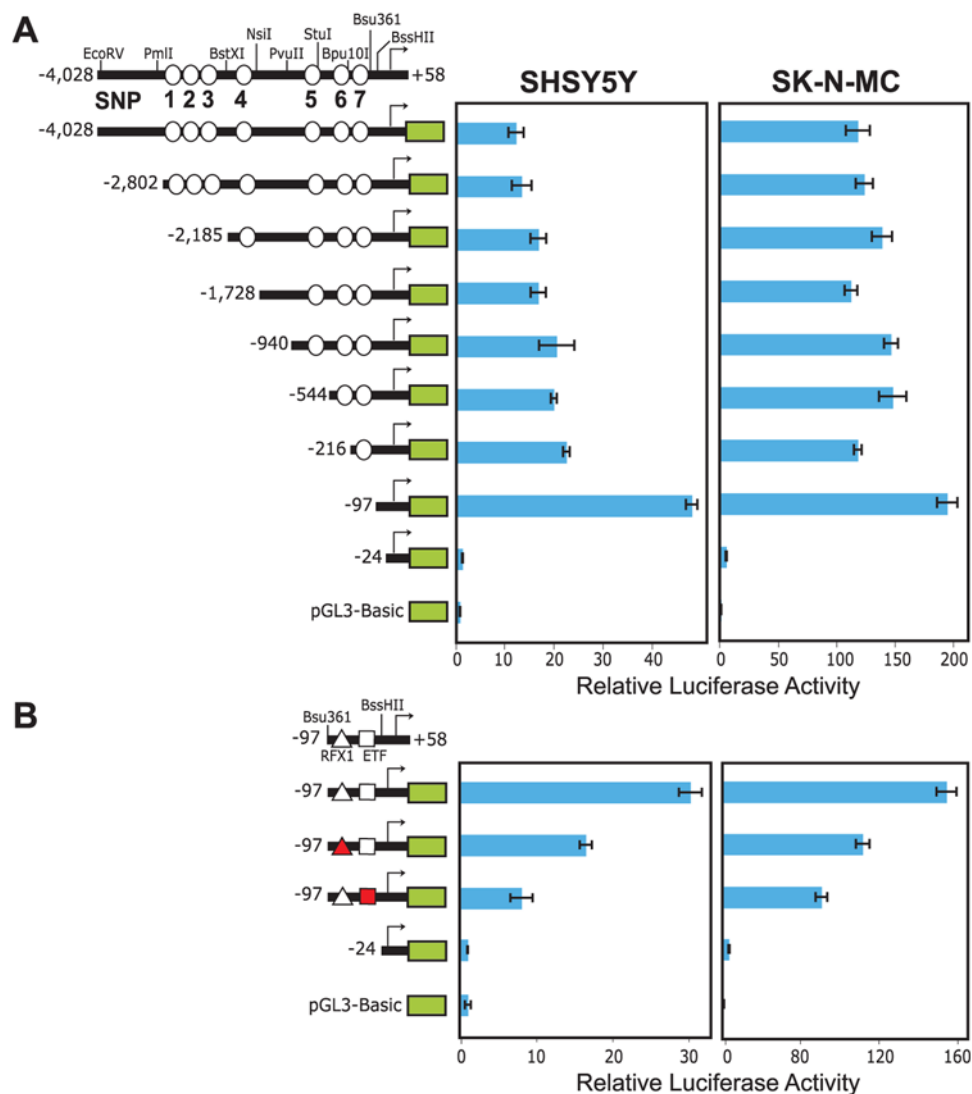 A
EcoRV PmlI BstXI NsiI PvuII StuI Bpu10I Bsu361 BssHII
-4,028 +58
SNP 1 2 3 4 5 6 7
SHSY5Y SK-N-MC
-4,028
-2,802
-2,185
-1,728
-940
-544
-216
-97
-24
pGL3-Basic
0 10 20 30 40 0 50 100 150 200
Relative Luciferase Activity
B
Bsu361 BssHII
-97 +58
RFX1 ETF
-97
-97
-97
-24
pGL3-Basic
0 10 20 30 0 40 80 120 160
Relative Luciferase Activity